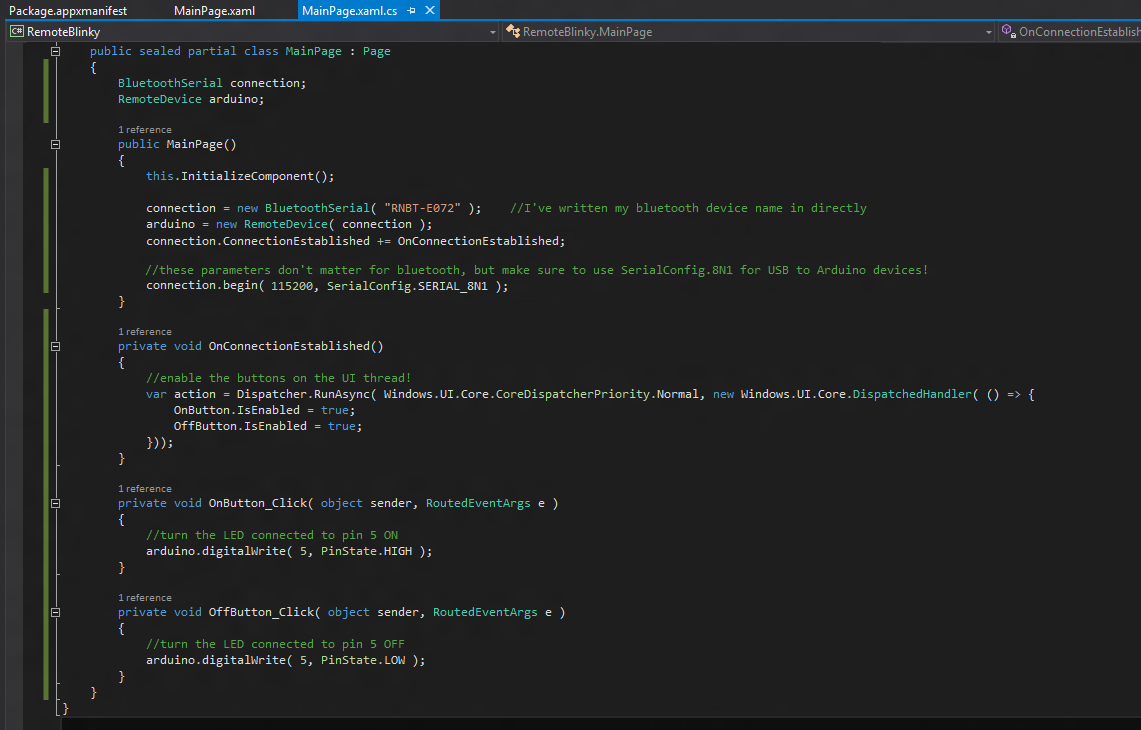 Package.appxmanifest MainPage.xaml MainPage.xaml.cs
C# RemoteBlinky RemoteBlinky.MainPage OnConnectionEstablish
public sealed partial class MainPage : Page
{
BluetoothSerial connection;
RemoteDevice arduino;
1 reference
public MainPage()
{
this.InitializeComponent();
connection = new BluetoothSerial( "RNBT-E072" ); //I've written my bluetooth device name in directly
arduino = new RemoteDevice( connection );
connection.ConnectionEstablished += OnConnectionEstablished;
//these parameters don't matter for bluetooth, but make sure to use SerialConfig.8N1 for USB to Arduino devices!
connection.begin( 115200, SerialConfig.SERIAL_8N1 );
}
1 reference
private void OnConnectionEstablished()
{
//enable the buttons on the UI thread!
var action = Dispatcher.RunAsync( Windows.UI.Core.CoreDispatcherPriority.Normal, new Windows.UI.Core.DispatchedHandler( () => {
OnButton.IsEnabled = true;
OffButton.IsEnabled = true;
}));
}
1 reference
private void OnButton_Click( object sender, RoutedEventArgs e )
{
//turn the LED connected to pin 5 ON
arduino.digitalWrite( 5, PinState.HIGH );
}
1 reference
private void OffButton_Click( object sender, RoutedEventArgs e )
{
//turn the LED connected to pin 5 OFF
arduino.digitalWrite( 5, PinState.LOW );
}
}
}